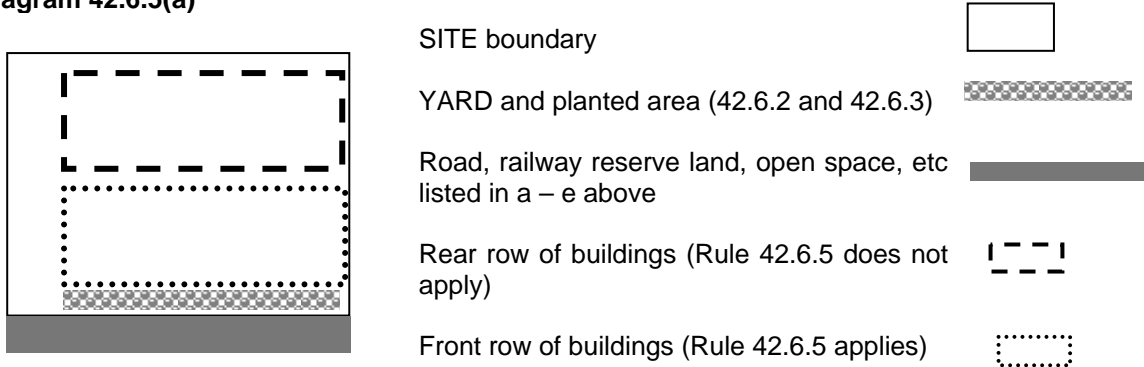 agram 42.6.5(a)
SITE boundary
YARD and planted area (42.6.2 and 42.6.3)
Road, railway reserve land, open space, etc
listed in a – e above
Rear row of buildings (Rule 42.6.5 does not
apply)
Front row of buildings (Rule 42.6.5 applies)